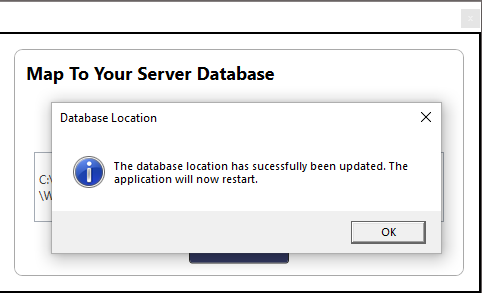 Map To Your Server Database
Database Location
The database location has sucessfully been updated. The
application will now restart.
C:\
\W
OK